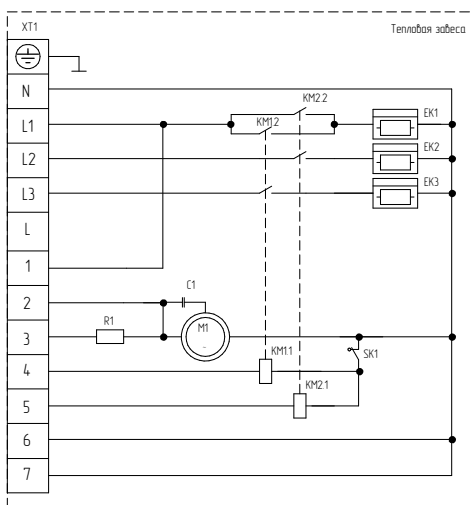 XT1
Тепловая завеса
N
KM2.2
L1
KM1.2
EK1
L2
EK2
L3
EK3
L
1
C1
2
R1
M1
3
SK1
KM1.1
4
KM2.1
5
6
7